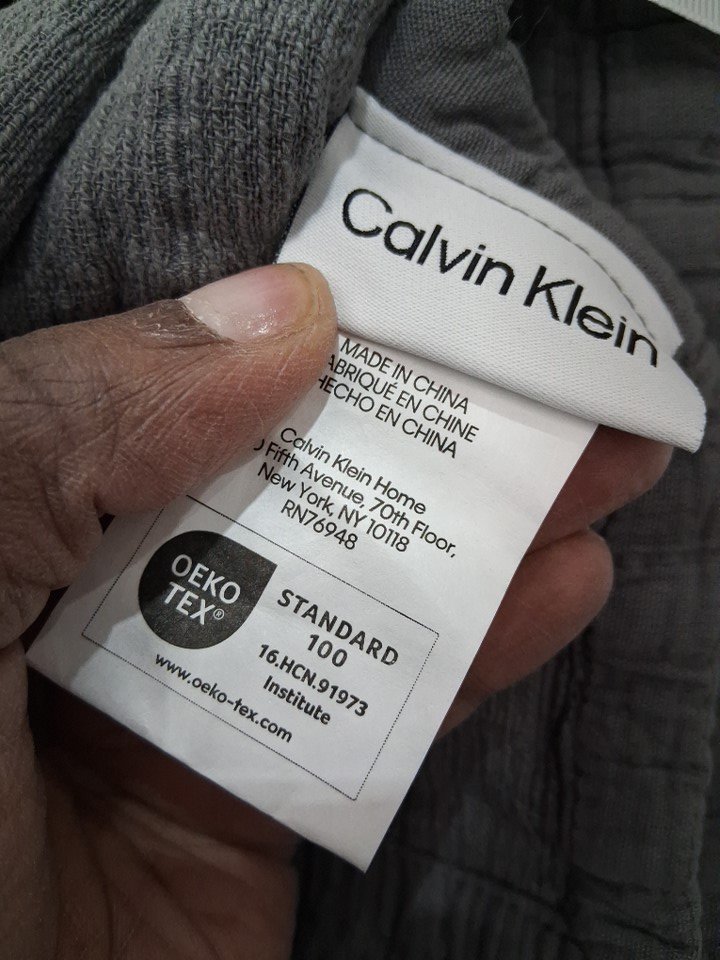 Calvin Klein
MADE IN CHINA
ABRIQUÉ EN CHINE
HECHO EN CHINA
Calvin Klein Home
Fifth Avenue, 70th Floor,
New York, NY 10118
RN76948
OEKO
TEX®
STANDARD
100
16.HCN.91973
Institute
www.oeko-tex.com